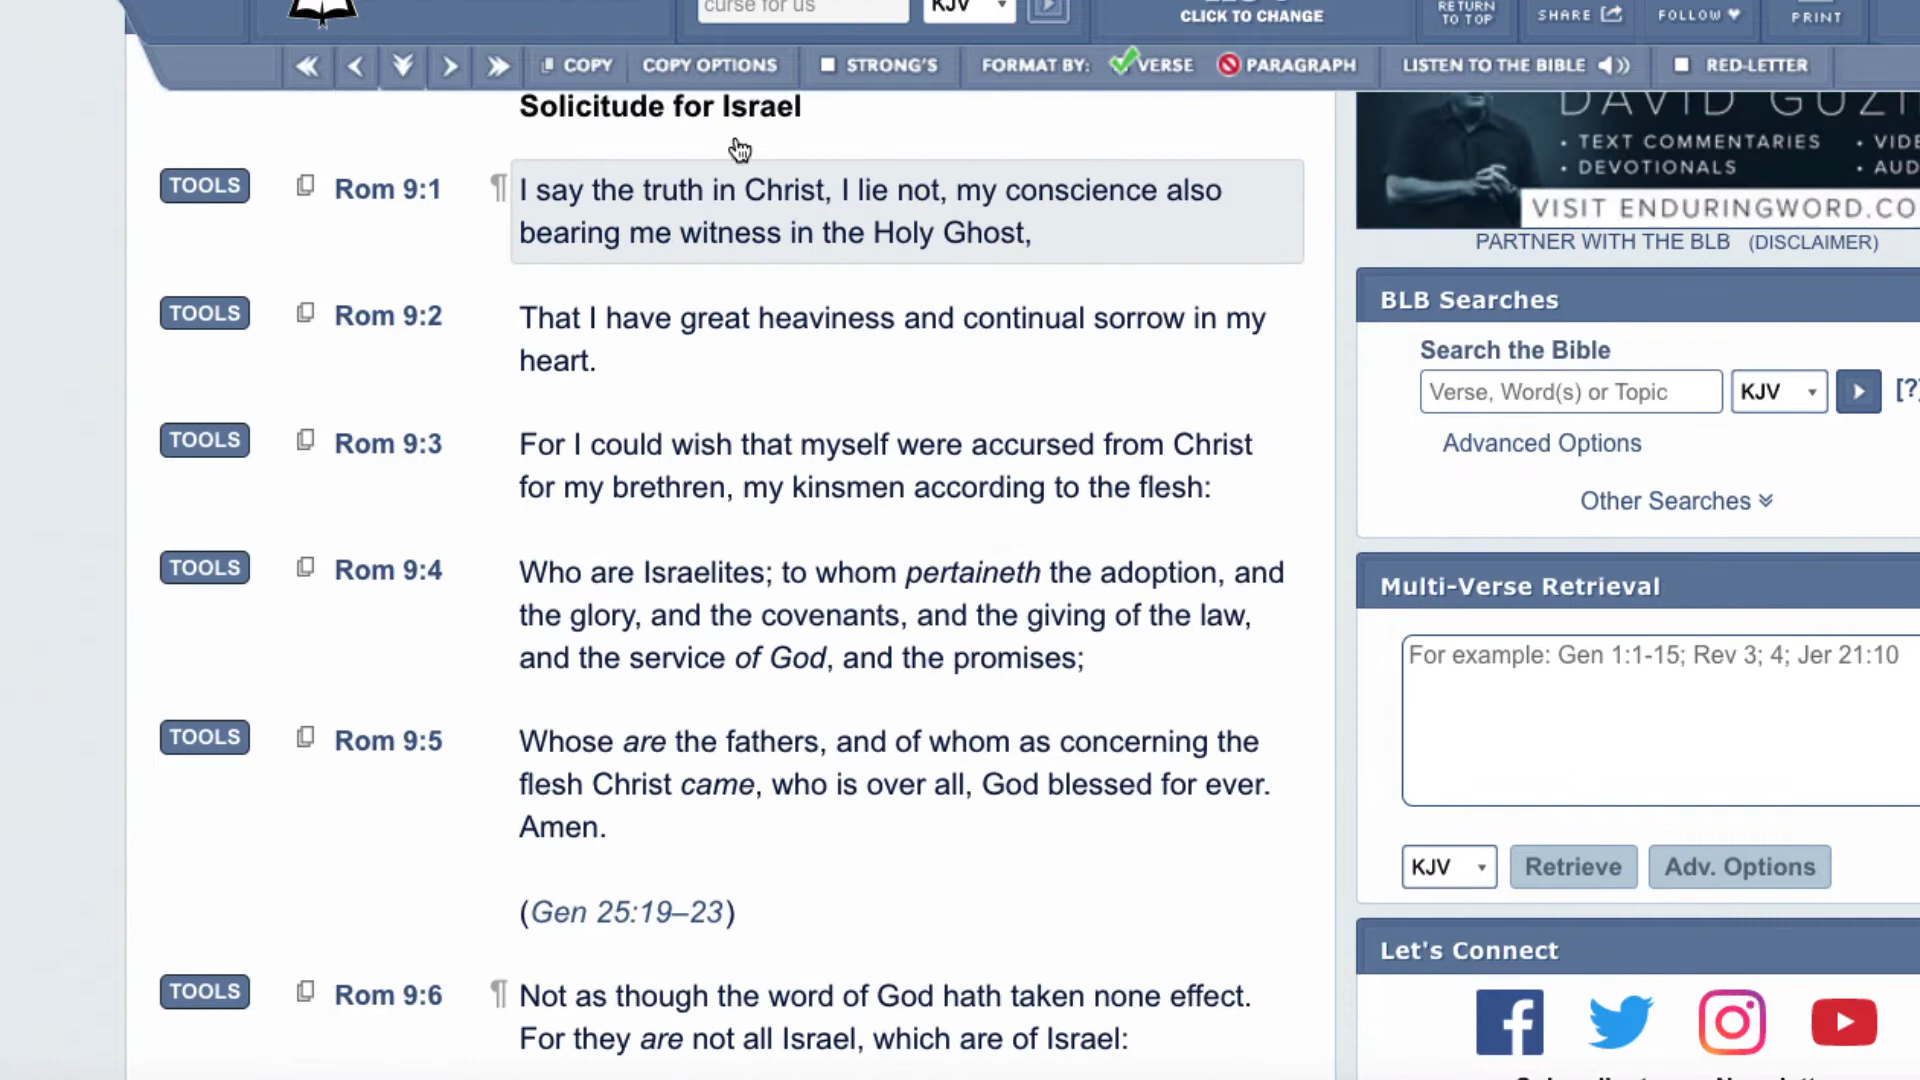 curse for us
KJV
CLICK TO CHANGE
RETURN
TO TOP
SHARE
FOLLOW
PRINT
COPY
COPY OPTIONS
STRONG'S
FORMAT BY:
VERSE
PARAGRAPH
LISTEN TO THE BIBLE
RED-LETTER
Solicitude for Israel
TOOLS
Rom 9:1
¶ I say the truth in Christ, I lie not, my conscience also
bearing me witness in the Holy Ghost,
TOOLS
Rom 9:2
That I have great heaviness and continual sorrow in my
heart.
TOOLS
Rom 9:3
For I could wish that myself were accursed from Christ
for my brethren, my kinsmen according to the flesh:
TOOLS
Rom 9:4
Who are Israelites; to whom pertaineth the adoption, and
the glory, and the covenants, and the giving of the law,
and the service of God, and the promises;
TOOLS
Rom 9:5
Whose are the fathers, and of whom as concerning the
flesh Christ came, who is over all, God blessed for ever.
Amen.
(Gen 25:19–23)
TOOLS
Rom 9:6
¶ Not as though the word of God hath taken none effect.
For they are not all Israel, which are of Israel:
DAVID GUZI
• TEXT COMMENTARIES • VIDE
• DEVOTIONALS • AUD
VISIT ENDURINGWORD.CO
PARTNER WITH THE BLB (DISCLAIMER)
BLB Searches
Search the Bible
Verse, Word(s) or Topic
KJV
[?]
Advanced Options
Other Searches
Multi-Verse Retrieval
For example: Gen 1:1-15; Rev 3; 4; Jer 21:10
KJV
Retrieve
Adv. Options
Let's Connect